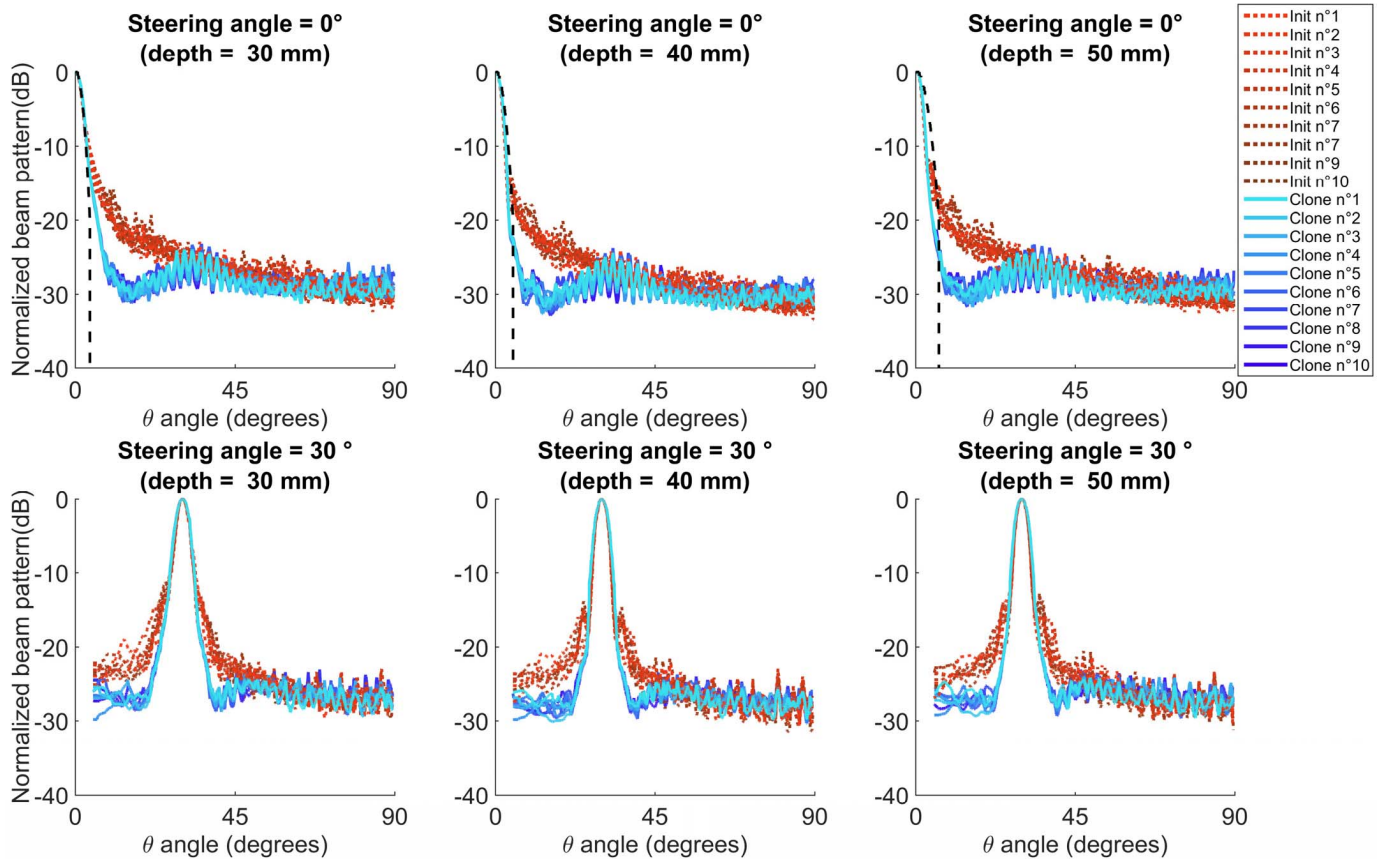 Steering angle = 0°
(depth = 30 mm)
Normalized beam pattern(dB)
0
-10
-20
-30
-40
0
45
90
θ angle (degrees)
Steering angle = 0°
(depth = 40 mm)
0
-10
-20
-30
-40
0
45
90
θ angle (degrees)
Steering angle = 0°
(depth = 50 mm)
0
-10
-20
-30
-40
0
45
90
θ angle (degrees)
Init n°1
Init n°2
Init n°3
Init n°4
Init n°5
Init n°6
Init n°7
Init n°7
Init n°9
Init n°10
Clone n°1
Clone n°2
Clone n°3
Clone n°4
Clone n°5
Clone n°6
Clone n°7
Clone n°8
Clone n°9
Clone n°10
Steering angle = 30 °
(depth = 30 mm)
Normalized beam pattern(dB)
0
-10
-20
-30
-40
0
45
90
θ angle (degrees)
Steering angle = 30 °
(depth = 40 mm)
0
-10
-20
-30
-40
0
45
90
θ angle (degrees)
Steering angle = 30 °
(depth = 50 mm)
0
-10
-20
-30
-40
0
45
90
θ angle (degrees)